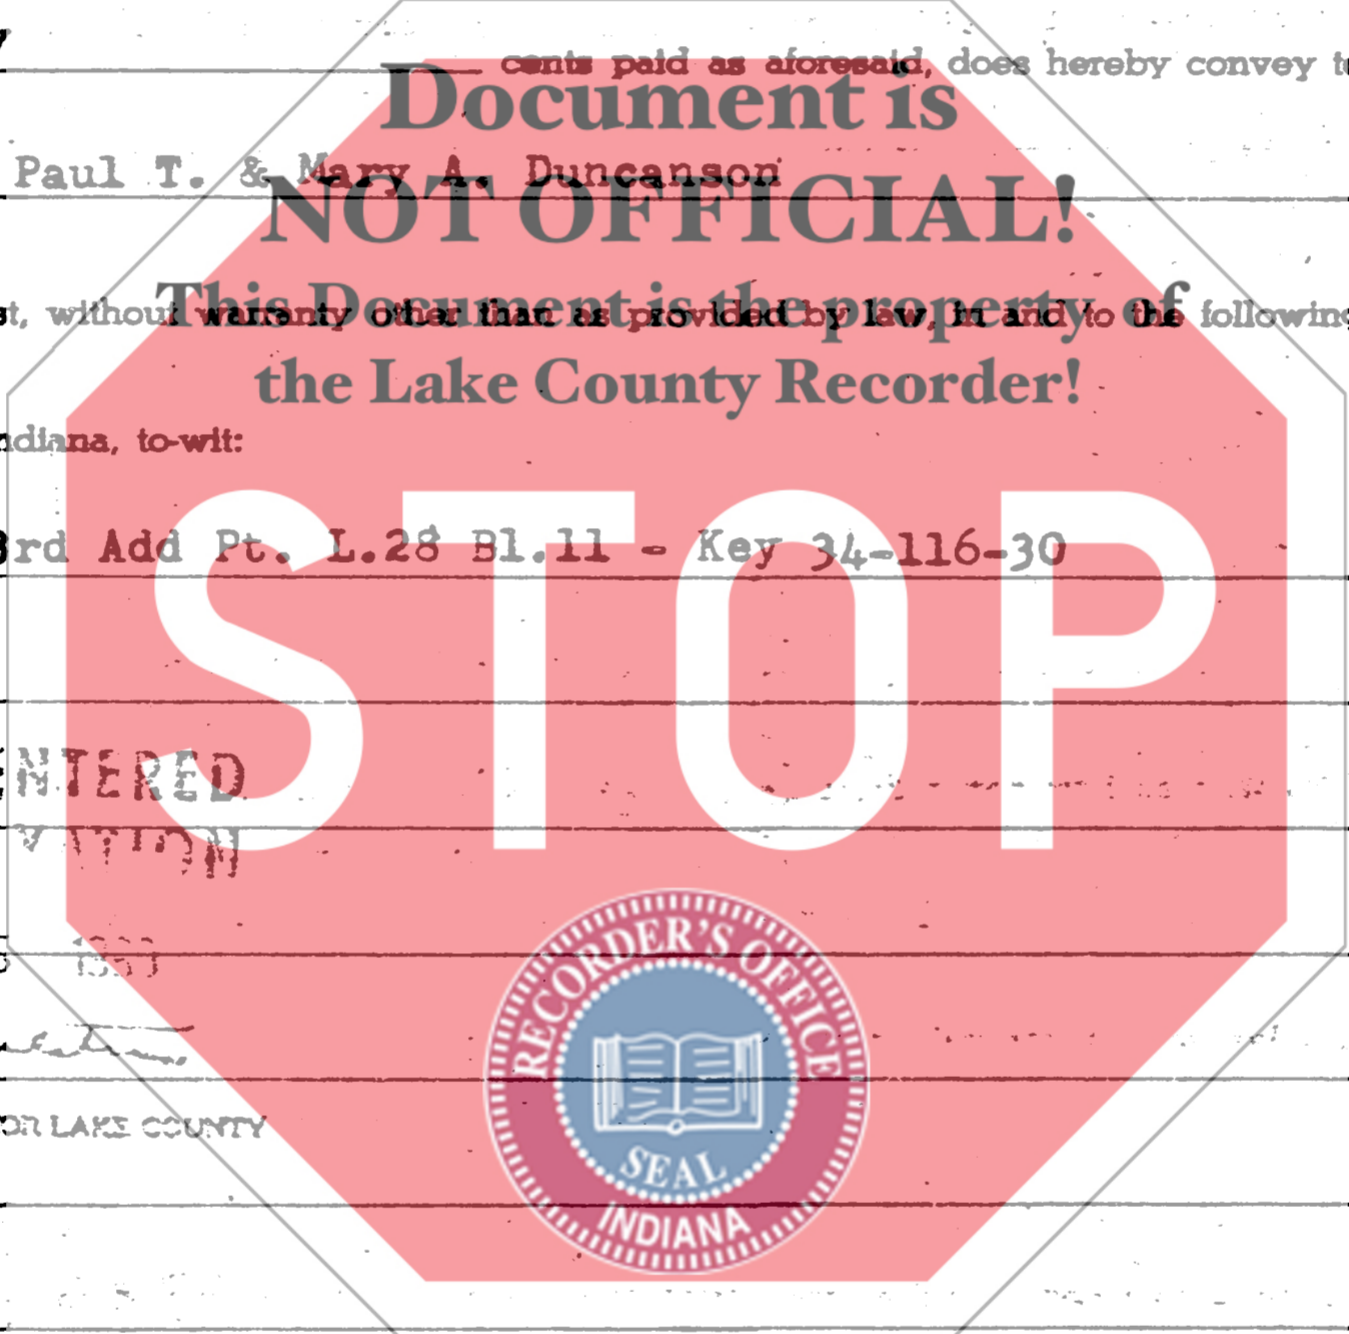 cents paid as aforesaid, does hereby convey
Document is
Paul T. & Mary A. Duncanson
NOT OFFICIAL!
This Document is the property of
without warranty other than as provided by law, in and to the following
the Lake County Recorder!
to-wit:
3rd Add Pt. L.28 Bl.11 - Key 34-116-30
STOP
NTERED
RECORDER'S OFFICE
LAKE COUNTY
SEAL
INDIANA